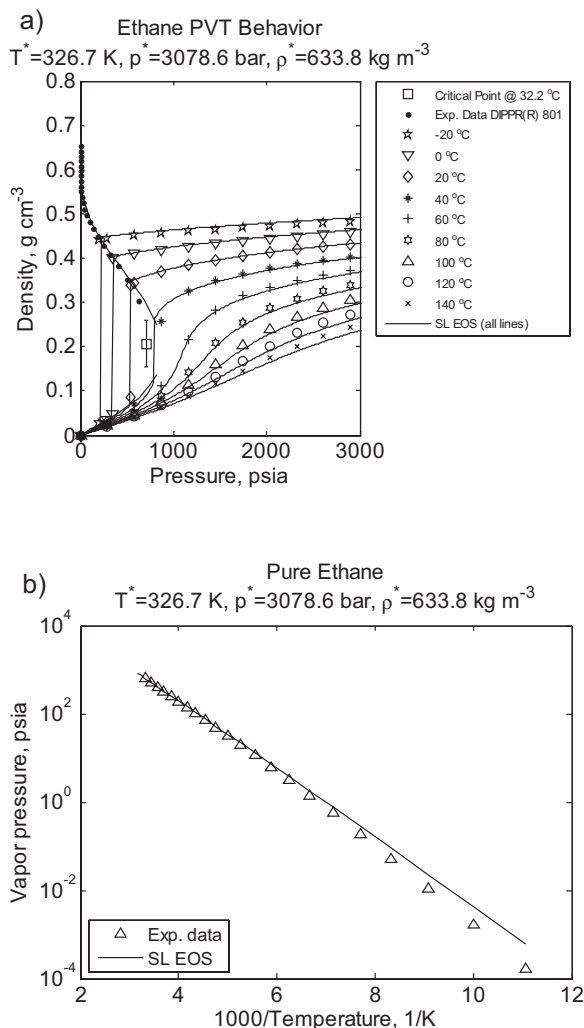 a)
Ethane PVT Behavior
T*=326.7 K, p*=3078.6 bar, ρ*=633.8 kg m-3
0.8
0.7
0.6
0.5
0.4
0.3
0.2
0.1
0
Density, g cm-3
0
1000
2000
3000
Pressure, psia
Critical Point @ 32.2 °C
Exp. Data DIPPR(R) 801
-20 °C
0 °C
20 °C
40 °C
60 °C
80 °C
100 °C
120 °C
140 °C
SL EOS (all lines)
b)
Pure Ethane
T*=326.7 K, p*=3078.6 bar, ρ*=633.8 kg m-3
10^4
10^2
10^0
10^-2
10^-4
Vapor pressure, psia
Exp. data
SL EOS
2
4
6
8
10
12
1000/Temperature, 1/K